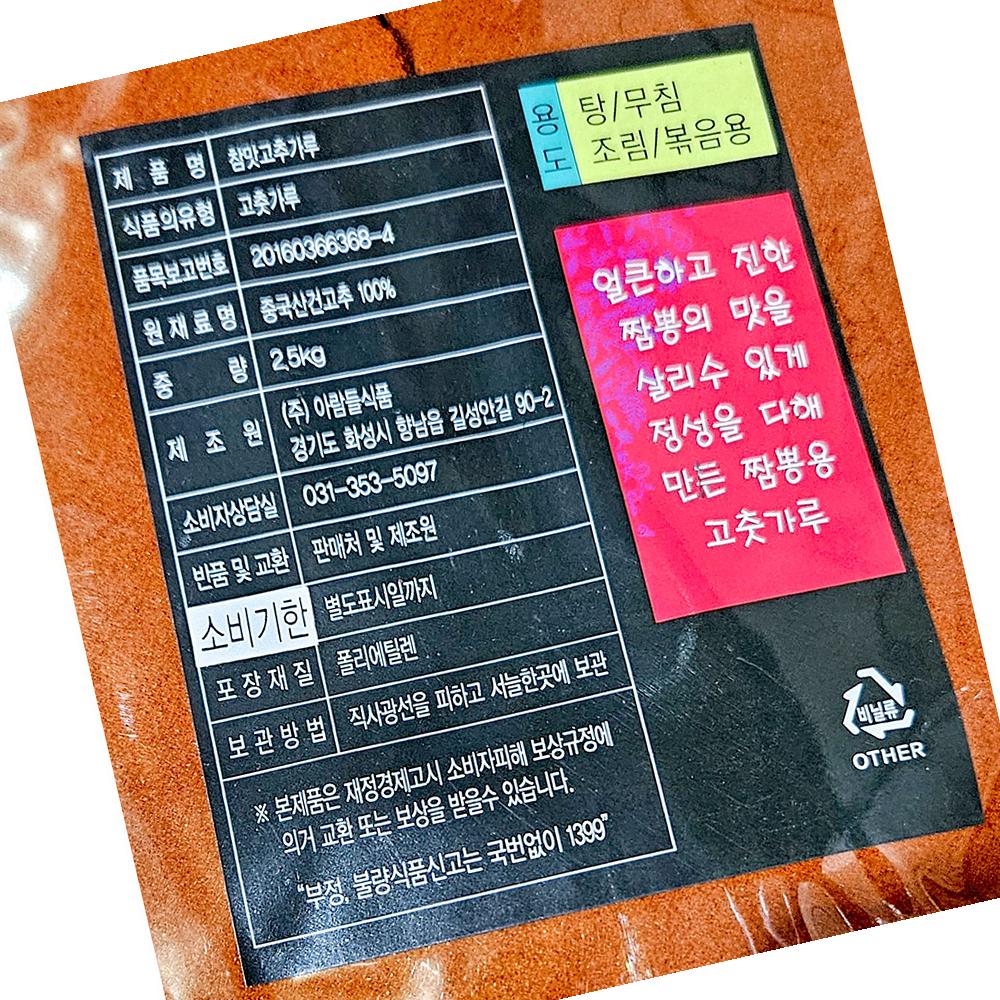 제품명 참맛고추가루
식품의유형 고춧가루
품목보고번호 20160366368-4
원재료명 중국산건고추 100%
중량 2,5kg
제조원 (주) 아람들식품
경기도 화성시 향남읍 길성안길 90-2
소비자상담실 031-353-5097
반품 및 교환 판매처 및 제조원
소비기한 별도표시일까지
포장재질 폴리에틸렌
보관방법 직사광선을 피하고 서늘한곳에 보관
※ 본제품은 재정경제고시 소비자피해 보상규정에
의거 교환 또는 보상을 받을수 있습니다.
"부정, 불량식품신고는 국번없이 1399"
용도
탕/무침
조림/볶음용
얼큰하고 진한
짬뽕의 맛을
살리수 있게
정성을 다해
만든 짬뽕용
고춧가루
비닐류
OTHER